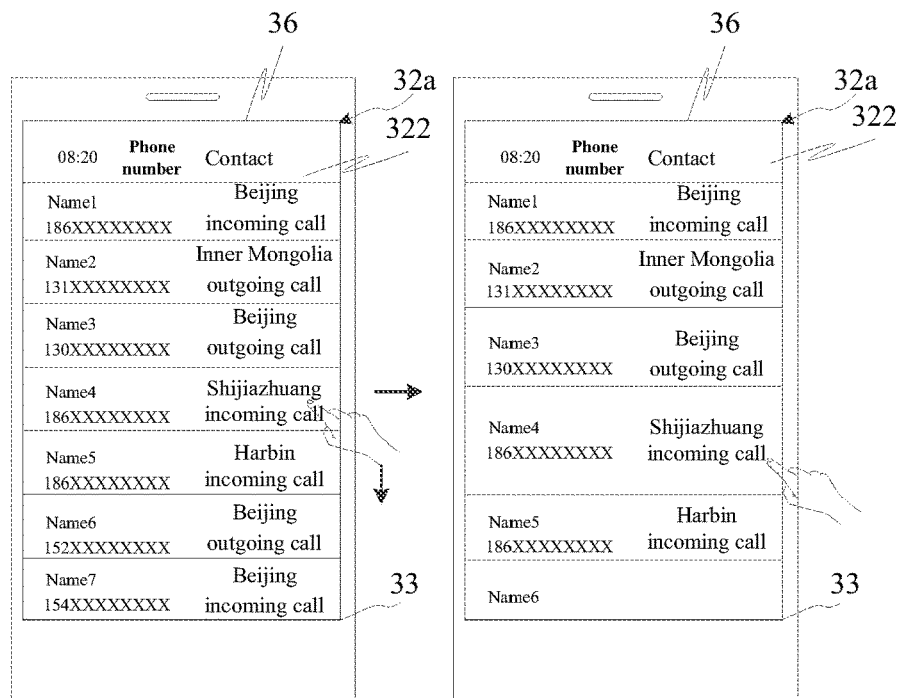 36
32a
322
08:20 Phone number Contact
Name1 Beijing
186XXXXXXXX incoming call
Name2 Inner Mongolia
131XXXXXXXX outgoing call
Name3 Beijing
130XXXXXXXX outgoing call
Name4 Shijiazhuang
186XXXXXXXX incoming call
Name5 Harbin
186XXXXXXXX incoming call
Name6 Beijing
152XXXXXXXX outgoing call
Name7 Beijing
154XXXXXXXX incoming call
33
36
32a
322
08:20 Phone number Contact
Name1 Beijing
186XXXXXXXX incoming call
Name2 Inner Mongolia
131XXXXXXXX outgoing call
Name3 Beijing
130XXXXXXXX outgoing call
Name4 Shijiazhuang
186XXXXXXXX incoming call
Name5 Harbin
186XXXXXXXX incoming call
Name6
33